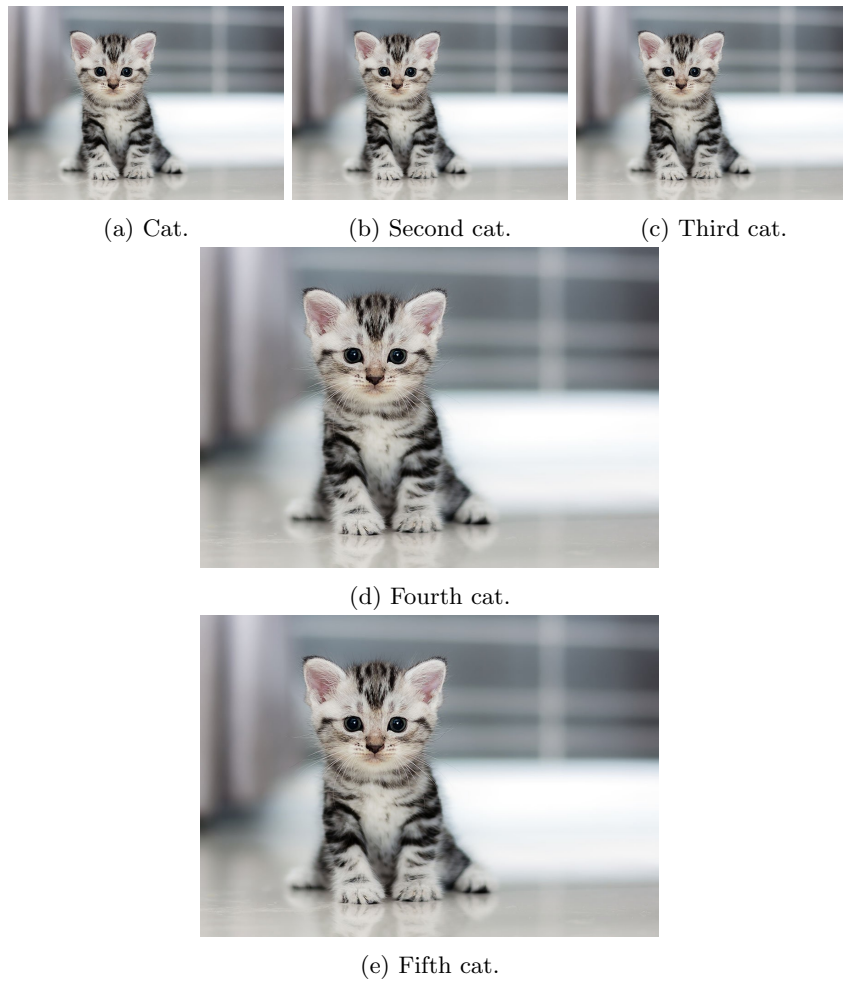 (a) Cat.
(b) Second cat.
(c) Third cat.
(d) Fourth cat.
(e) Fifth cat.